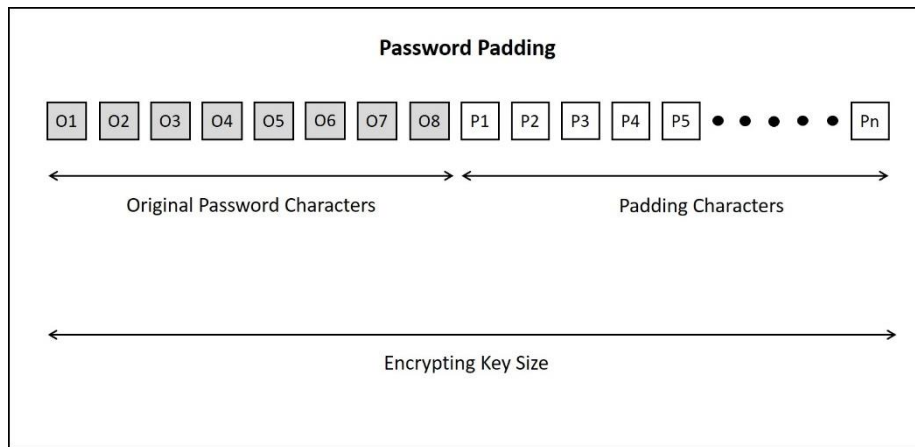 Password Padding
O1 O2 O3 O4 O5 O6 O7 O8 P1 P2 P3 P4 P5 • • • • • Pn
Original Password Characters Padding Characters
Encrypting Key Size